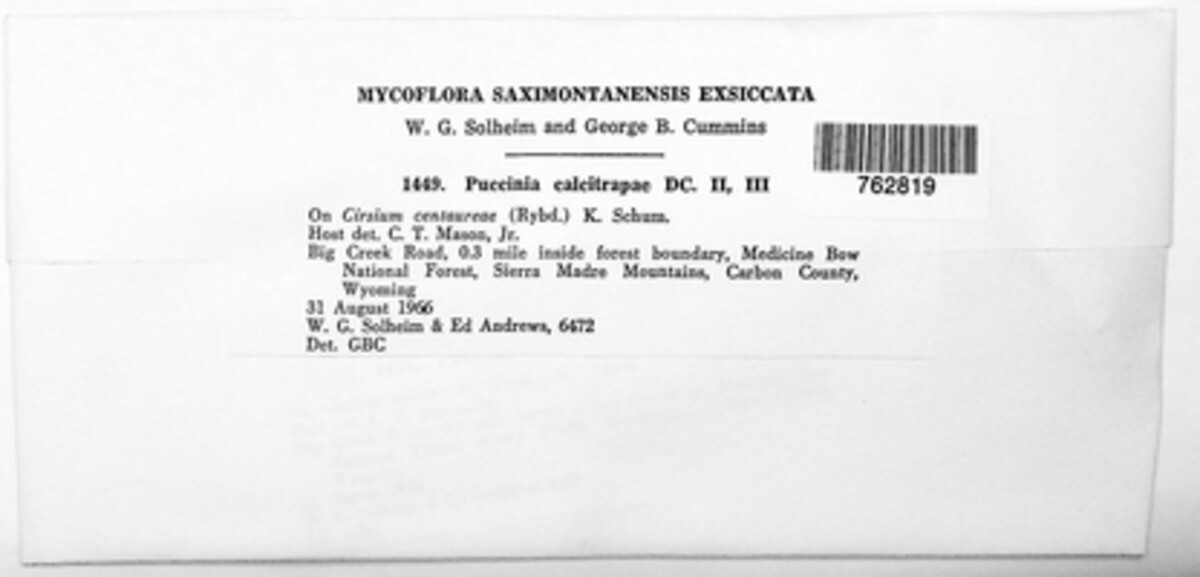 MYCOFLORA SAXIMONTANENSIS EXSICCATA
W. G. Solheim and George B. Cummins
1449. Puccinia calcitrapae DC. II, III
762819
On Cirsium centaureae (Rybd.) K. Schum.
Host det. C. T. Mason, Jr.
Big Creek Road, 0.3 mile inside forest boundary, Medicine Bow
National Forest, Sierra Madre Mountains, Carbon County,
Wyoming
31 August 1966
W. G. Solheim & Ed Andrews, 6472
Det. GBC